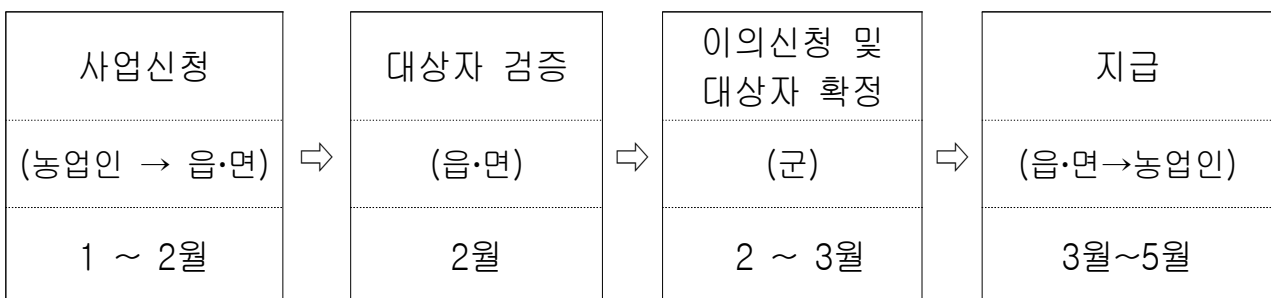 사업신청
(농업인 → 읍·면)
1 ~ 2월
⇨
대상자 검증
(읍·면)
2월
⇨
이의신청 및
대상자 확정
(군)
2 ~ 3월
⇨
지급
(읍·면→농업인)
3월~5월